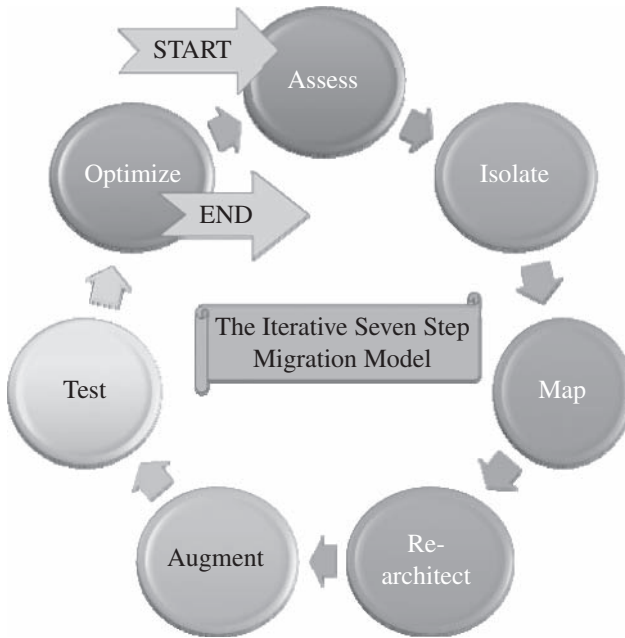 START
Assess
Isolate
Map
Re-
architect
Augment
Test
Optimize
END
The Iterative Seven Step
Migration Model